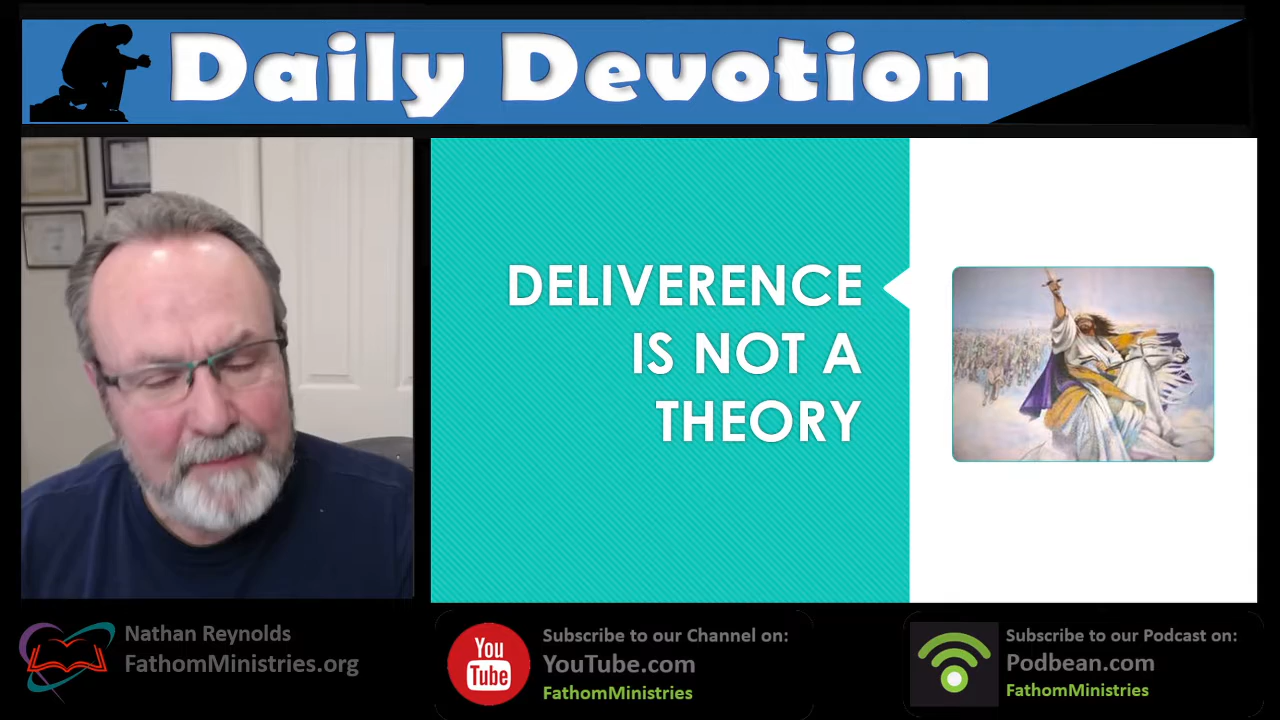 Daily Devotion
DELIVERENCE
IS NOT A
THEORY
Nathan Reynolds
FathomMinistries.org
You
Tube
Subscribe to our Channel on:
YouTube.com
FathomMinistries
Subscribe to our Podcast on:
Podbean.com
FathomMinistries